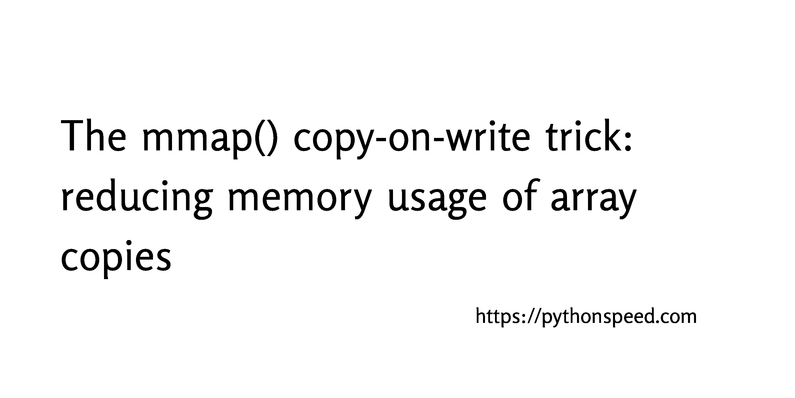 The mmap() copy-on-write trick:
reducing memory usage of array
copies
https://pythonspeed.com